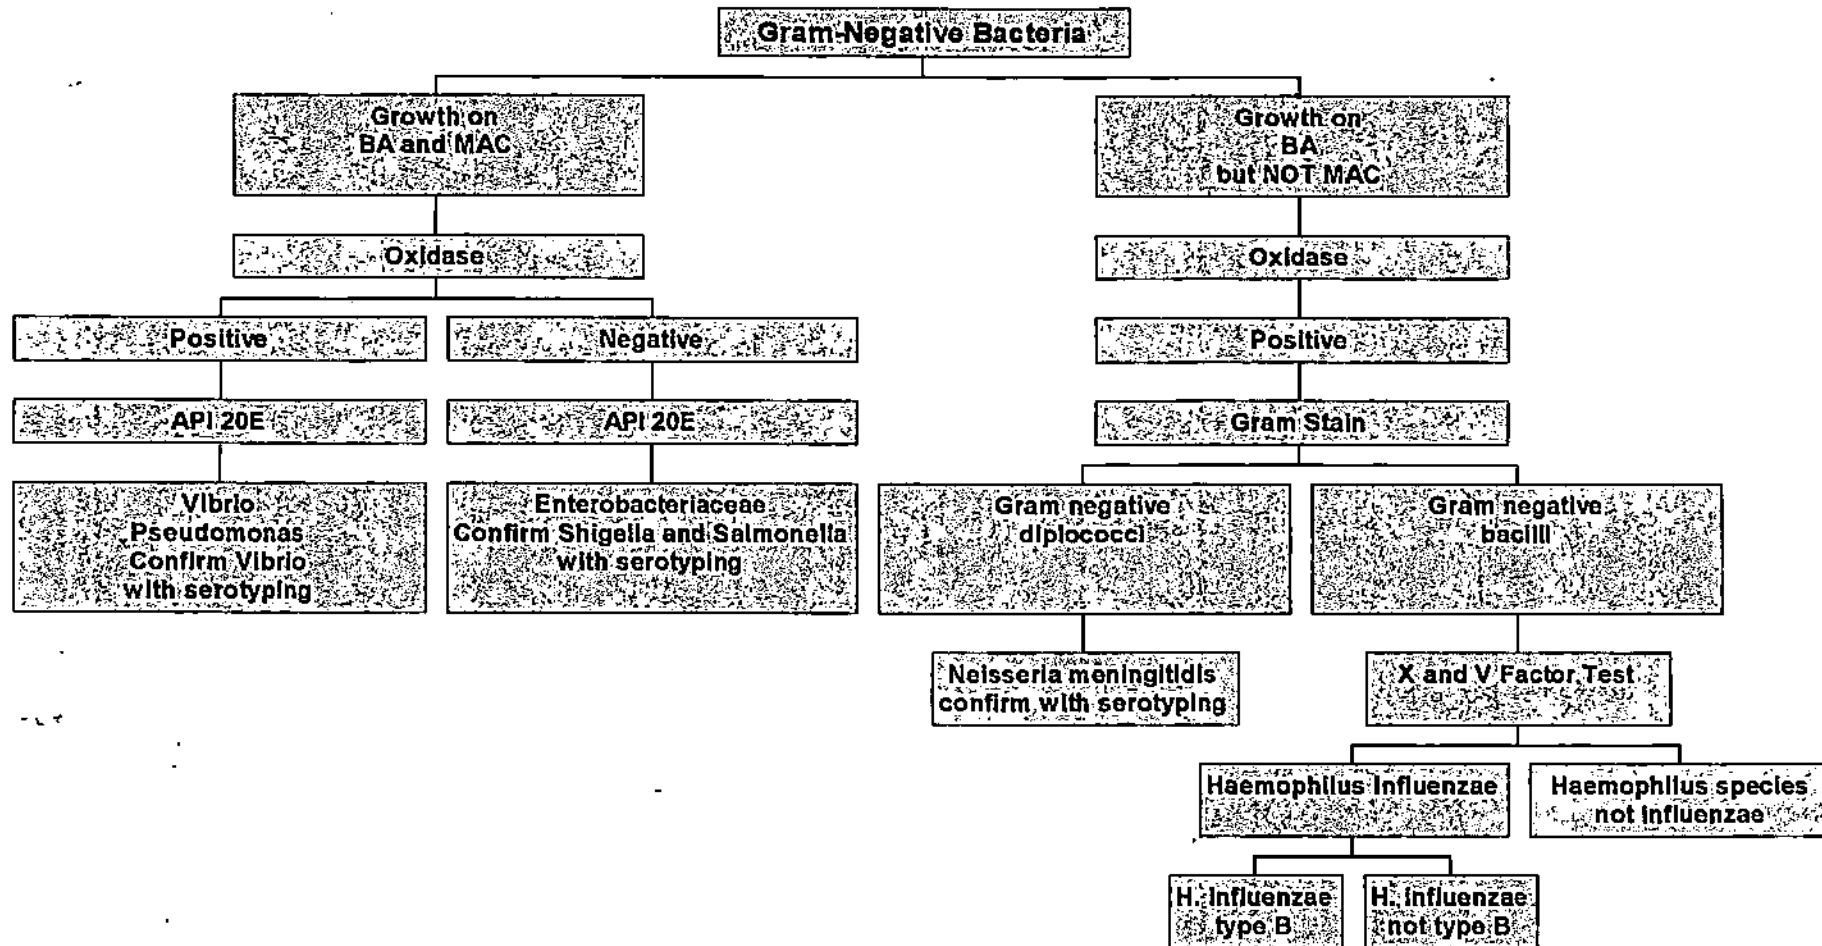 Gram-Negative Bacteria
Growth on
BA and MAC
Growth on
BA
but NOT MAC
Oxidase
Oxidase
Positive
Negative
Positive
API 20E
API 20E
Gram Stain
Vibrio
Pseudomonas
Confirm Vibrio
with serotyping
Enterobacteriaceae
Confirm Shigella and Salmonella
with serotyping
Gram negative
diplococci
Gram negative
bacilli
Neisseria meningitidis
confirm with serotyping
X and V Factor Test
Haemophilus Influenzae
Haemophilus species
not influenzae
H. Influenzae
type B
H. influenzae
not type B